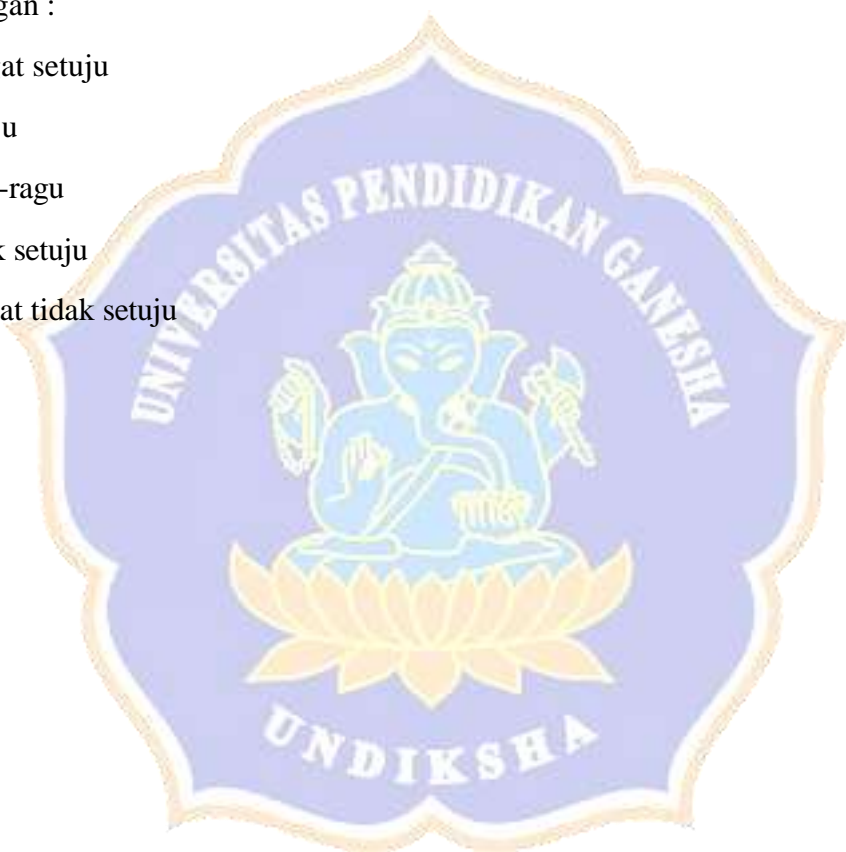 gan :
at setuju
u
-ragu
k setuju
at tidak setuju
UNIVERSITAS PENDIDIKAN GANESHA
UNDIKSHA